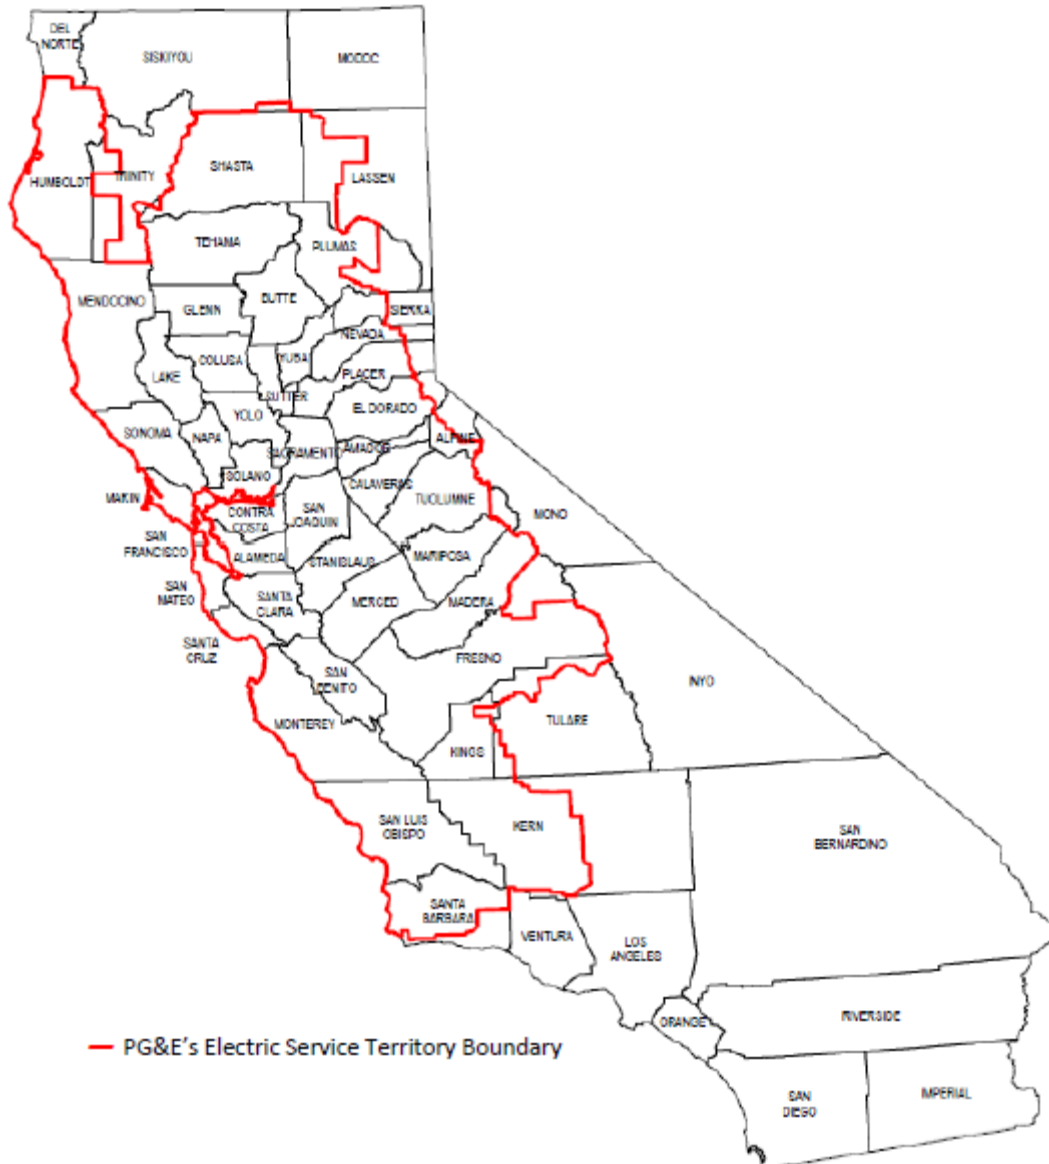 DEL
NORTE
SISKIYOU
MODOC
HUMBOLDT
TRINITY
SHASTA
LASSEN
TEHAMA
PLUMAS
MENDOCINO
GLENN
BUTTE
SIERRA
NEVADA
COLUSA
YUBA
LAKE
PLACER
SUTTER
YOLO
EL DORADO
SONOMA
NAPA
SACRAMENTO
AMADOR
ALPINE
SOLANO
CALAVERAS
MARIN
TUOLUMNE
CONTRA
COSTA
SAN
JOAQUIN
MONO
SAN
FRANCISCO
ALAMEDA
STANISLAUS
MARIPOSA
SAN
MATEO
SANTA
CLARA
MERCED
MADERA
SANTA
CRUZ
FRESNO
SAN
BENITO
INYO
MONTEREY
TULARE
KINGS
SAN LUIS
OBISPO
KERN
SAN
BERNARDINO
SANTA
BARBARA
VENTURA
LOS
ANGELES
ORANGE
RIVERSIDE
PG&E's Electric Service Territory Boundary
SAN
DIEGO
IMPERIAL